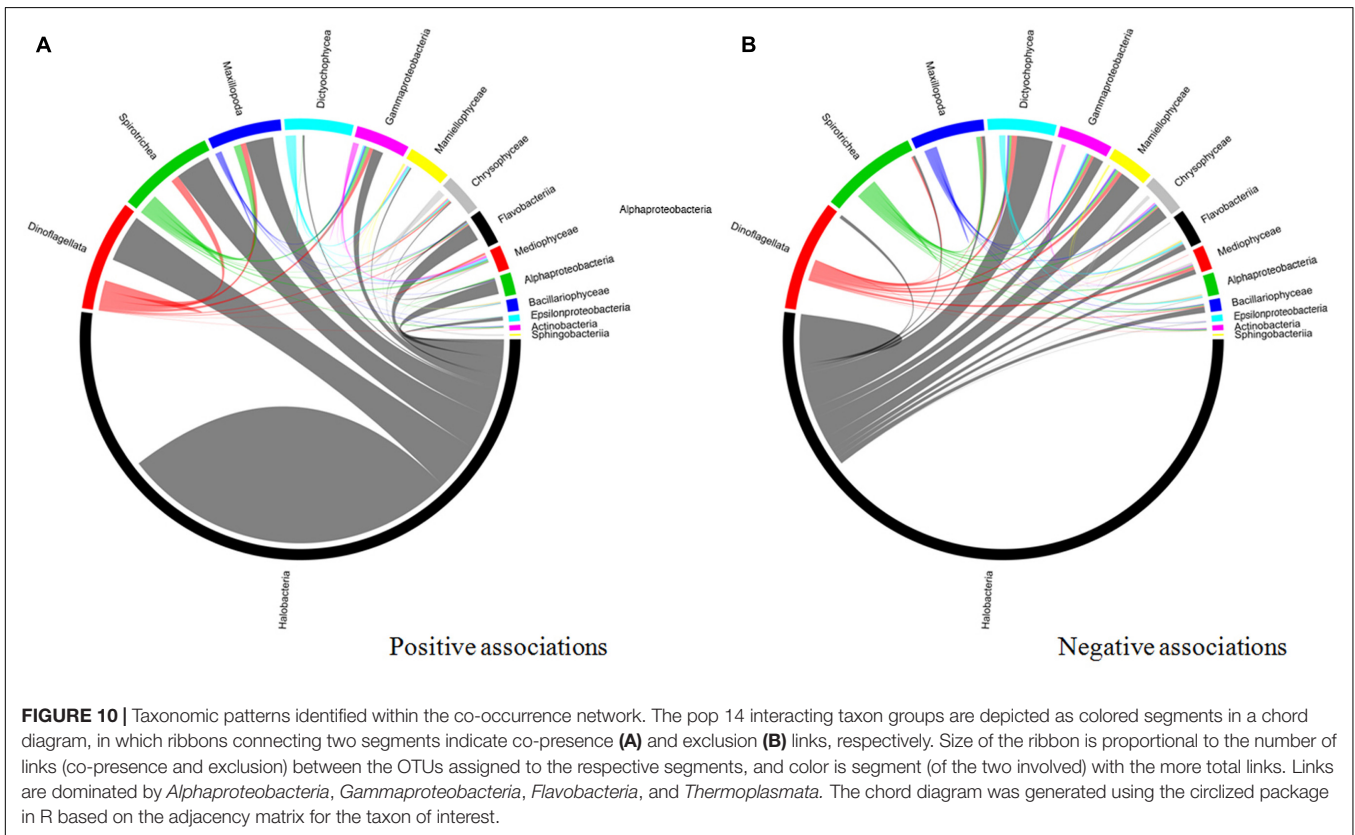 A
Dinoflagellata
Spirotrichea
Maxillopoda
Dictyochophycea
Gammaproteobacteria
Mamiellophyceae
Chrysophyceae
Flavobacteriia
Mediophyceae
Alphaproteobacteria
Bacillariophyceae
Epsilonproteobacteria
Actinobacteria
Sphingobacteriia
Halobacteria
Positive associations
Alphaproteobacteria
B
Dinoflagellata
Spirotrichea
Maxillopoda
Dictyochophycea
Gammaproteobacteria
Mamiellophyceae
Chrysophyceae
Flavobacteriia
Mediophyceae
Alphaproteobacteria
Bacillariophyceae
Epsilonproteobacteria
Actinobacteria
Sphingobacteriia
Halobacteria
Negative associations
FIGURE 10 | Taxonomic patterns identified within the co-occurrence network. The pop 14 interacting taxon groups are depicted as colored segments in a chord
diagram, in which ribbons connecting two segments indicate co-presence (A) and exclusion (B) links, respectively. Size of the ribbon is proportional to the number of
links (co-presence and exclusion) between the OTUs assigned to the respective segments, and color is segment (of the two involved) with the more total links. Links
are dominated by Alphaproteobacteria, Gammaproteobacteria, Flavobacteria, and Thermoplasmata. The chord diagram was generated using the circlized package
in R based on the adjacency matrix for the taxon of interest.